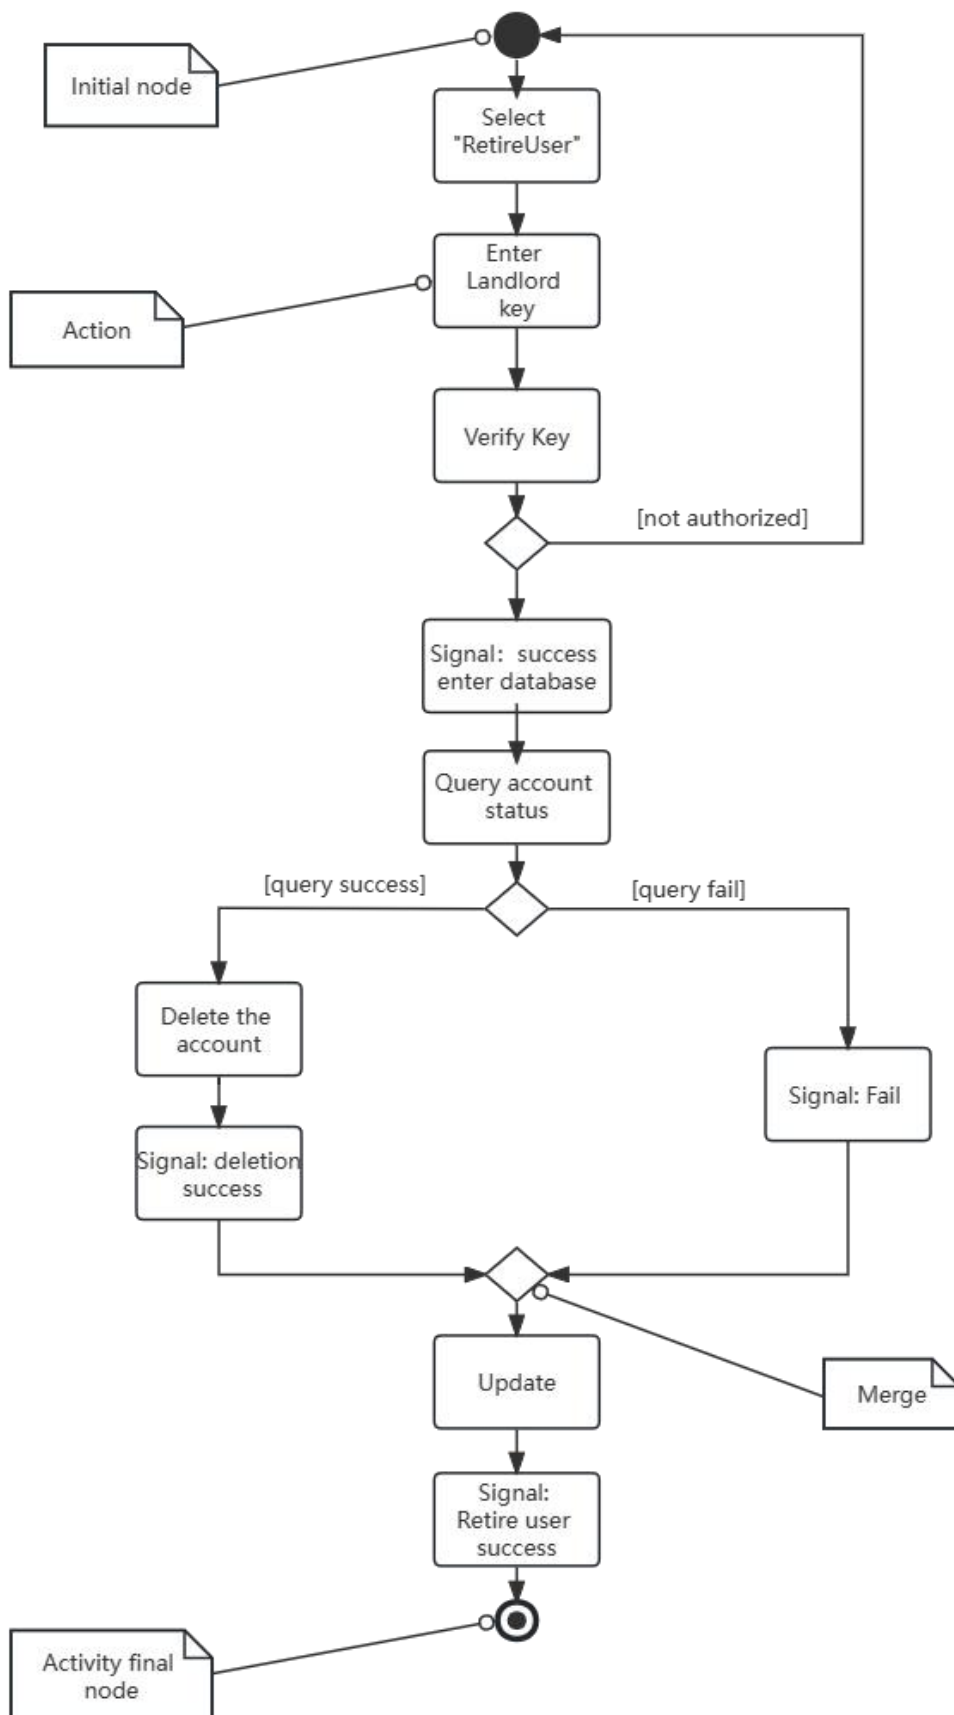 Initial node
Select
"RetireUser"
Enter
Landlord
key
Action
Verify Key
[not authorized]
Signal: success
enter database
Query account
status
[query success]
[query fail]
Delete the
account
Signal: Fail
Signal: deletion
success
Update
Merge
Signal:
Retire user
success
Activity final
node